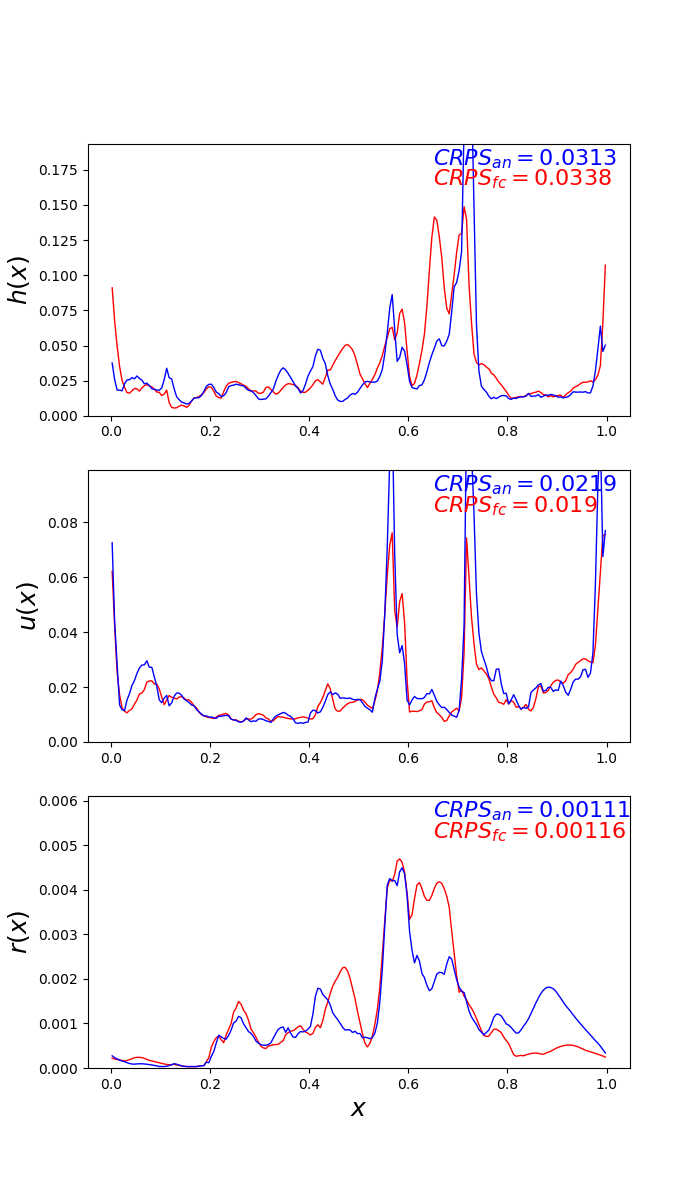 CRPS_an = 0.0313
CRPS_fc = 0.0338
h(x)
0.175
0.150
0.125
0.100
0.075
0.050
0.025
0.000
0.0 0.2 0.4 0.6 0.8 1.0
CRPS_an = 0.0219
CRPS_fc = 0.019
u(x)
0.08
0.06
0.04
0.02
0.00
0.0 0.2 0.4 0.6 0.8 1.0
CRPS_an = 0.00111
CRPS_fc = 0.00116
r(x)
0.006
0.005
0.004
0.003
0.002
0.001
0.000
0.0 0.2 0.4 0.6 0.8 1.0
x